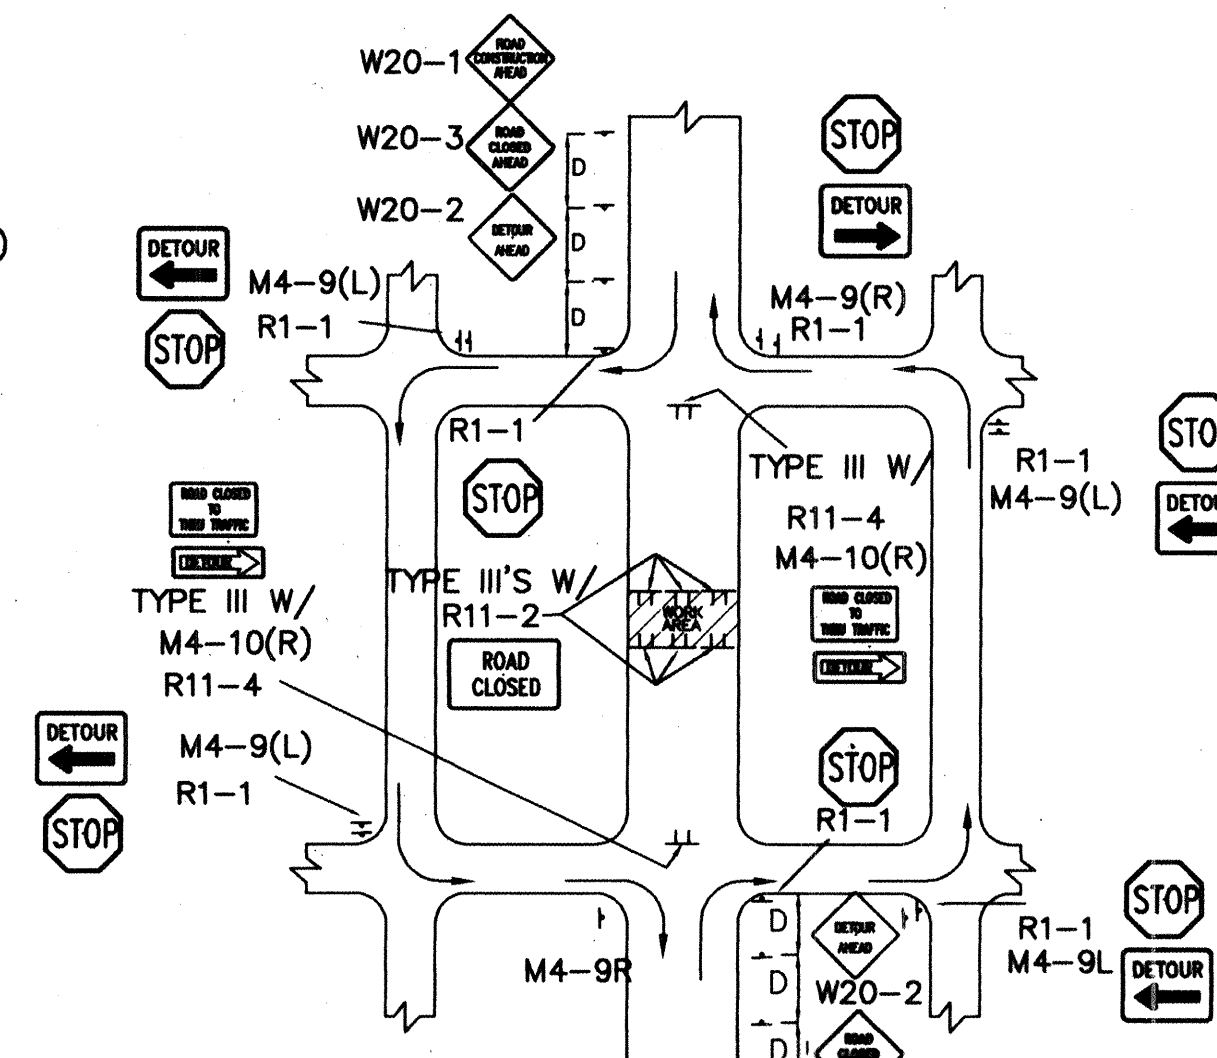 W20-1
ROAD
CONSTRUCTION
AHEAD
W20-3
ROAD
CLOSED
AHEAD
D
W20-2
DETOUR
AHEAD
D
D
STOP
DETOUR
M4-9(R)
R1-1
DETOUR
M4-9(L)
R1-1
STOP
)
R1-1
STOP
TYPE III W/
R11-4
M4-10(R)
ROAD CLOSED
TO
THRU TRAFFIC
DETOUR
STO
R1-1
M4-9(L)
DETOU
ROAD CLOSED
TO
THRU TRAFFIC
DETOUR
TYPE III W/
M4-10(R)
R11-4
TYPE III'S W/
R11-2
ROAD
CLOSED
WORK
AREA
DETOUR
M4-9(L)
R1-1
STOP
STOP
R1-1
M4-9R
D
D
D
DETOUR
AHEAD
W20-2
ROAD
CLOSED
STOP
R1-1
M4-9L
DETOUR